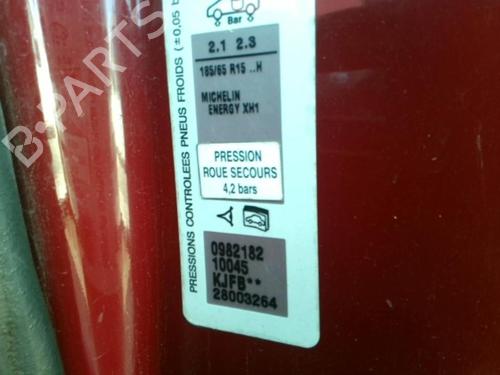 PRESSIONS CONTROLEES PNEUS FROIDS (±0,05 b
Bar
2.1 2.3
185/65 R15 ..H
MICHELIN
ENERGY XH1
PRESSION
ROUE SECOURS
4,2 bars
0982182
10045
KJFB**
28003264
B-PARTS